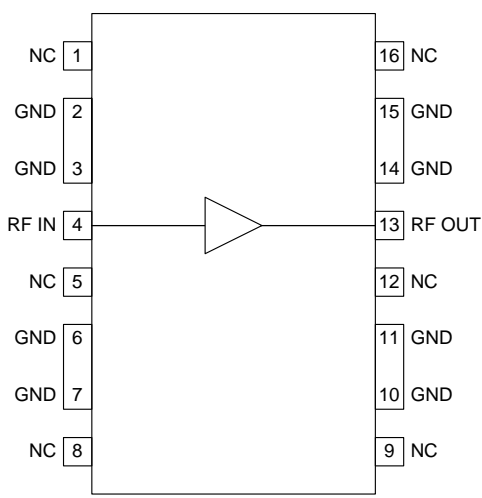 NC 1 16 NC
GND 2 15 GND
GND 3 14 GND
RF IN 4 13 RF OUT
NC 5 12 NC
GND 6 11 GND
GND 7 10 GND
NC 8 9 NC